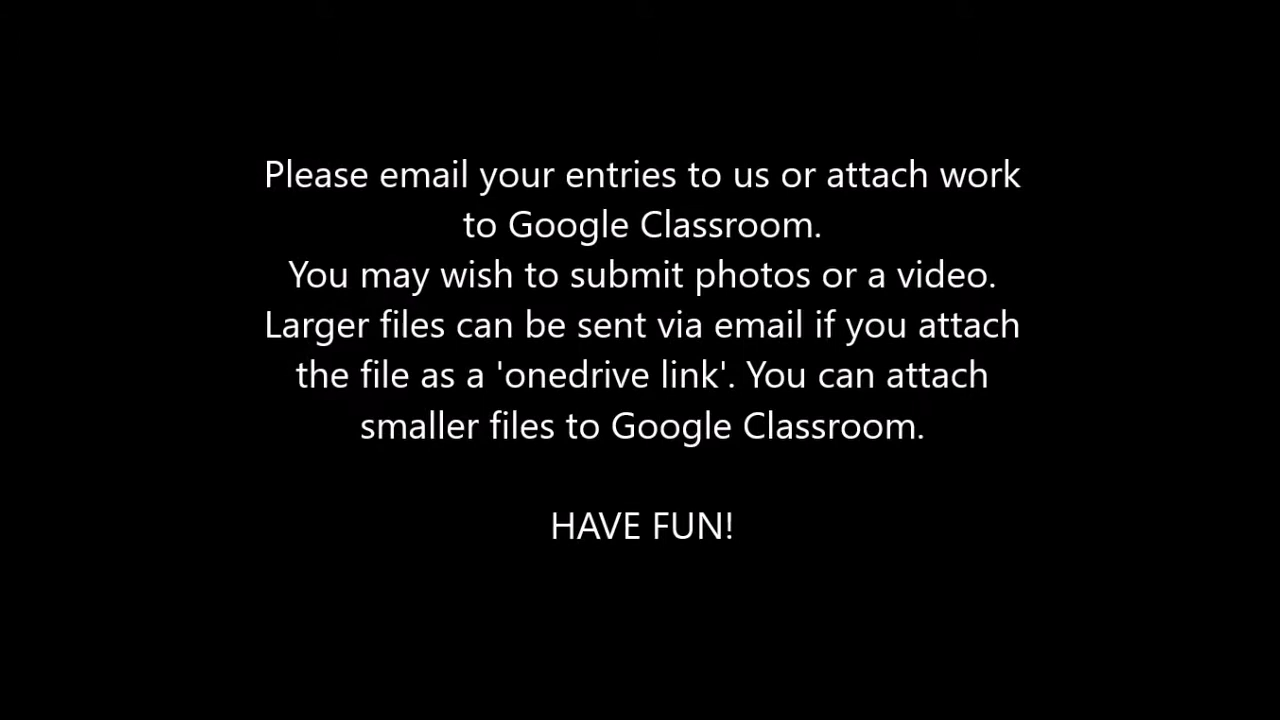 Please email your entries to us or attach work
to Google Classroom.
You may wish to submit photos or a video.
Larger files can be sent via email if you attach
the file as a 'onedrive link'. You can attach
smaller files to Google Classroom.
HAVE FUN!